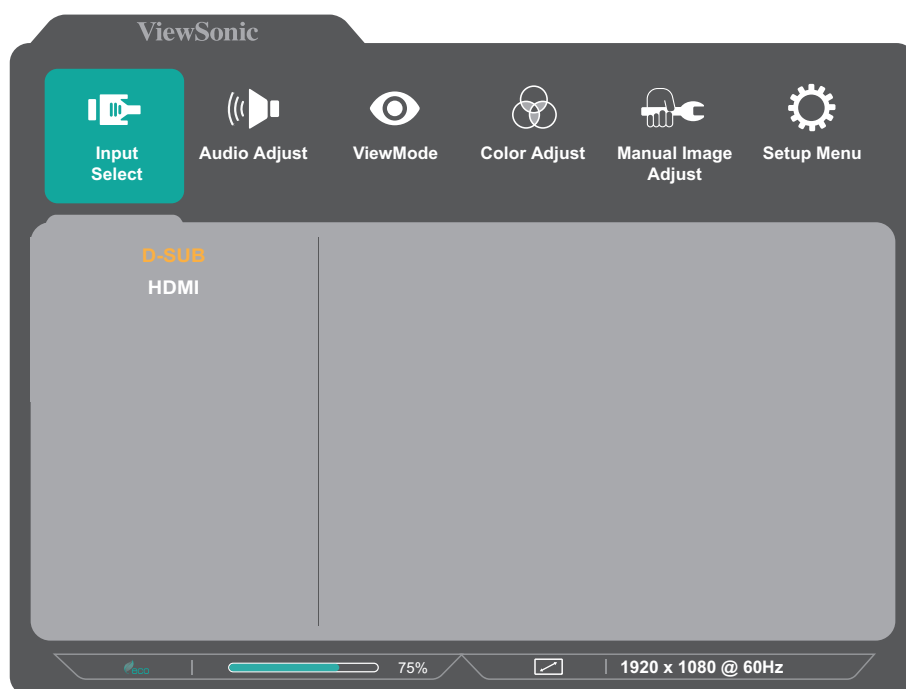 ViewSonic
Input
Select
Audio Adjust
ViewMode
Color Adjust
Manual Image
Adjust
Setup Menu
D-SUB
HDMI
eco
75%
1920 x 1080 @ 60Hz